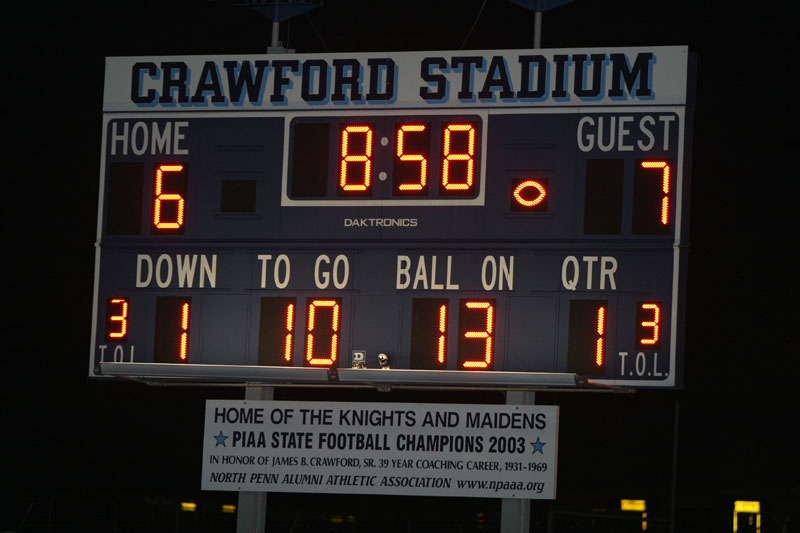 CRAWFORD STADIUM
HOME 8:58 GUEST
6 7
DAKTRONICS
DOWN TO GO BALL ON QTR
3 1 10 13 1 3
T.O.L. T.O.L.
D
HOME OF THE KNIGHTS AND MAIDENS
PIAA STATE FOOTBALL CHAMPIONS 2003
IN HONOR OF JAMES B. CRAWFORD, SR. 39 YEAR COACHING CAREER, 1931-1969
NORTH PENN ALUMNI ATHLETIC ASSOCIATION www.npaaa.org